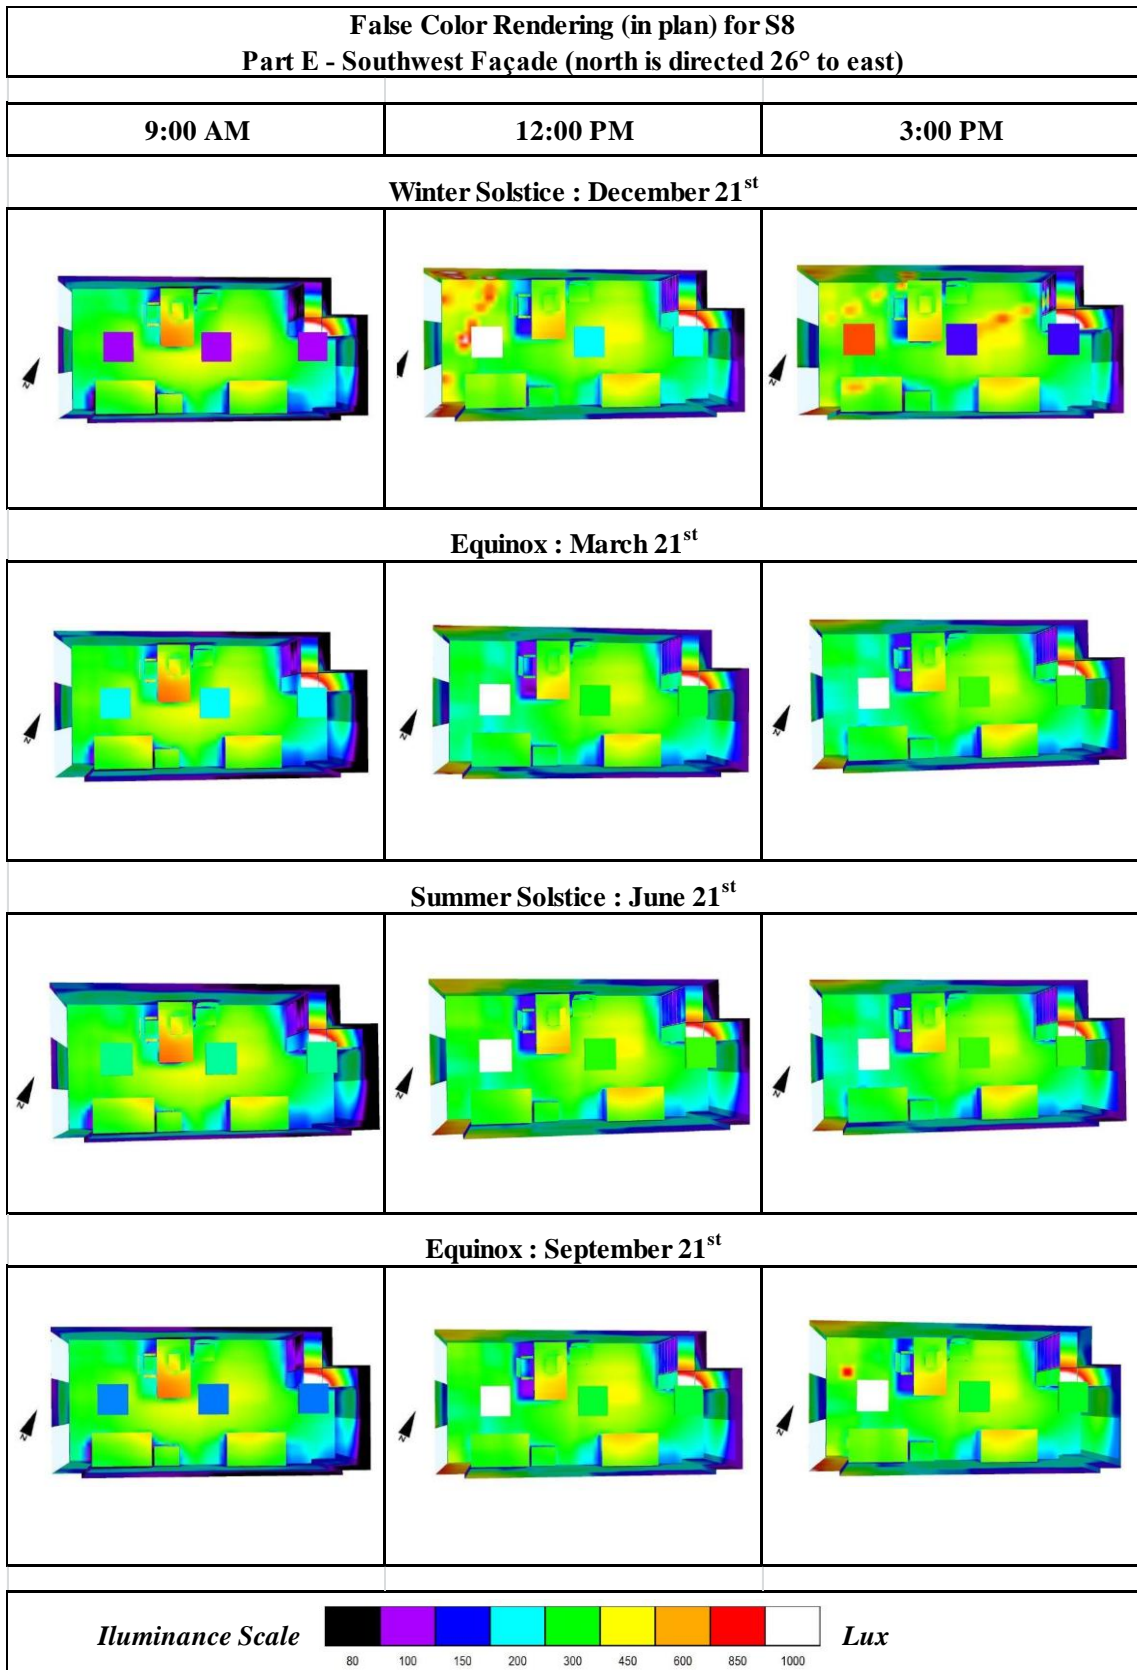 False Color Rendering (in plan) for S8
Part E - Southwest Façade (north is directed 26° to east)
9:00 AM 12:00 PM 3:00 PM
Winter Solstice : December 21st
N N N
Equinox : March 21st
N N N
Summer Solstice : June 21st
N N N
Equinox : September 21st
N N N
Iluminance Scale Lux
80 100 150 200 300 450 600 850 1000